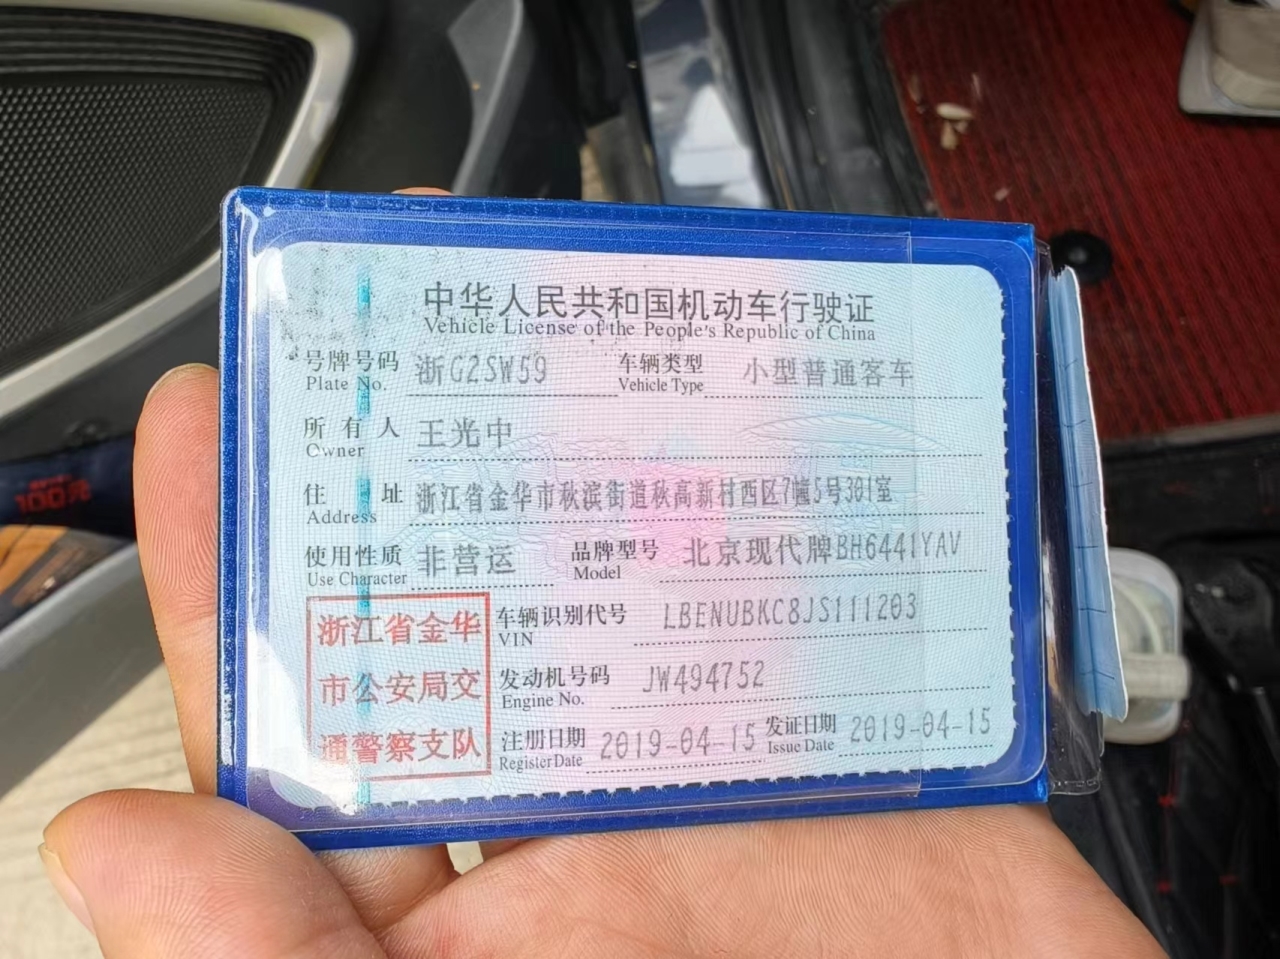 中华人民共和国机动车行驶证
Vehicle License of the People's Republic of China
号牌号码 浙G2SW59 车辆类型 小型普通客车
Plate No. Vehicle Type
所有人 王光中
Owner
住址 浙江省金华市秋滨街道秋高新村西区7幢5号301室
Address
使用性质 非营运 品牌型号 北京现代牌BH6441YAV
Use Character Model
浙江省金华
市公安局交
通警察支队
车辆识别代号 LBENUBKC8JS111203
VIN
发动机号码 JW494752
Engine No.
注册日期 2019-04-15 发证日期 2019-04-15
Register Date Issue Date
100元